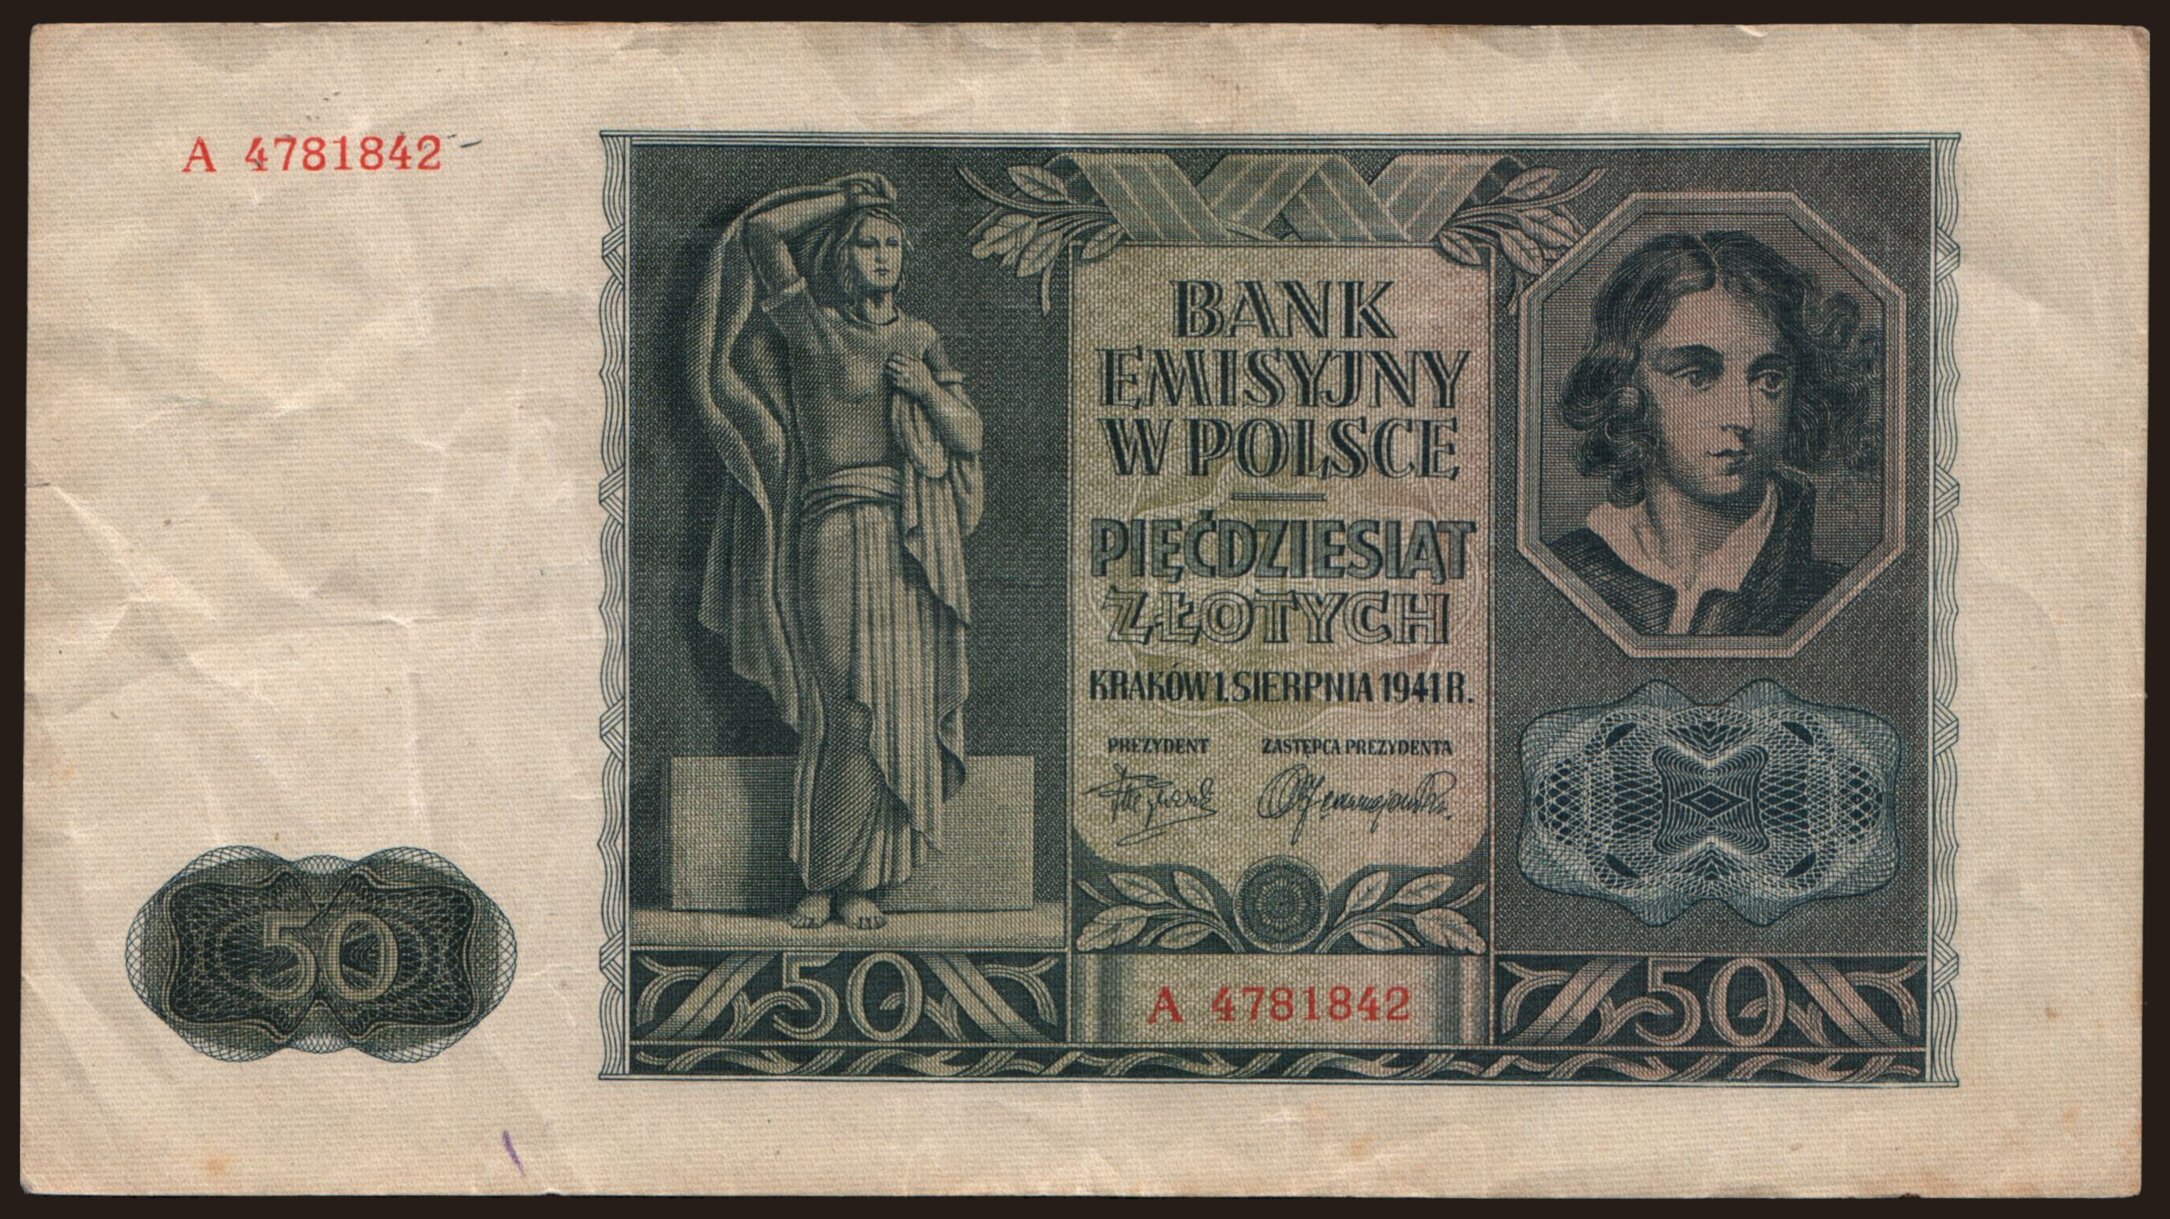 A 4781842
BANK
EMISYJNY
W POLSCE
PIĘĆDZIESIĄT
ZŁOTYCH
KRAKÓW 1. SIERPNIA 1941 R.
PREZYDENT ZASTĘPCA PREZYDENTA
50
50
A 4781842
50